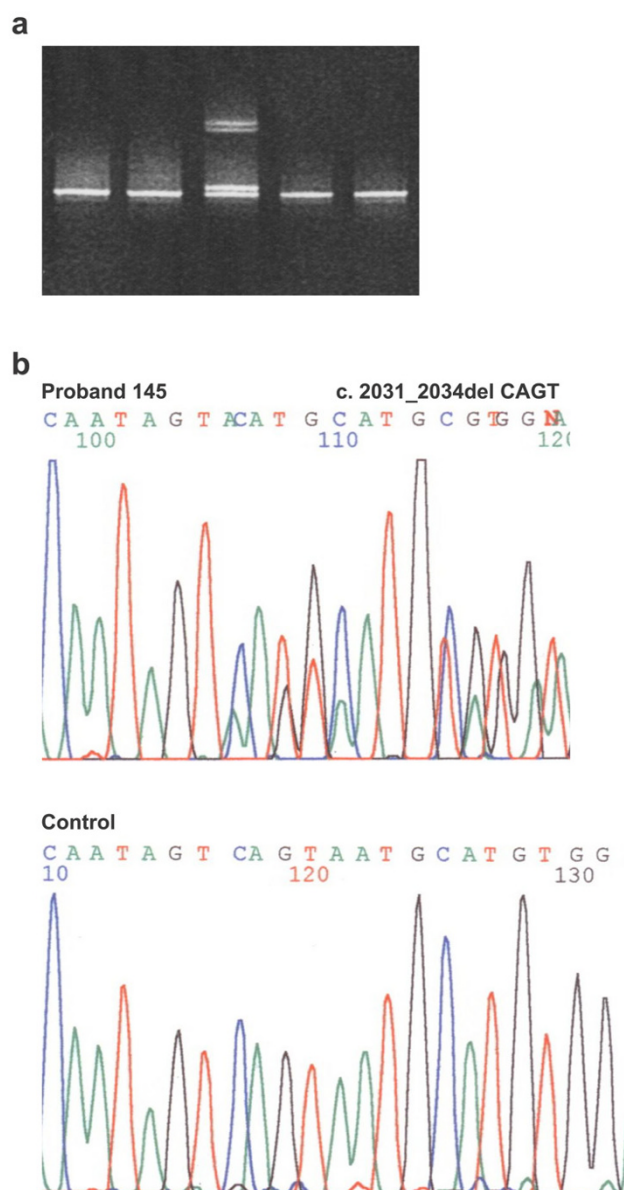 a
b
Proband 145 c. 2031_2034del CAGT
C A A T A G T A C A T G C A T G C G T G G N A
100 110 120
Control
C A A T A G T C A G T A A T G C A T G T G G
10 120 130